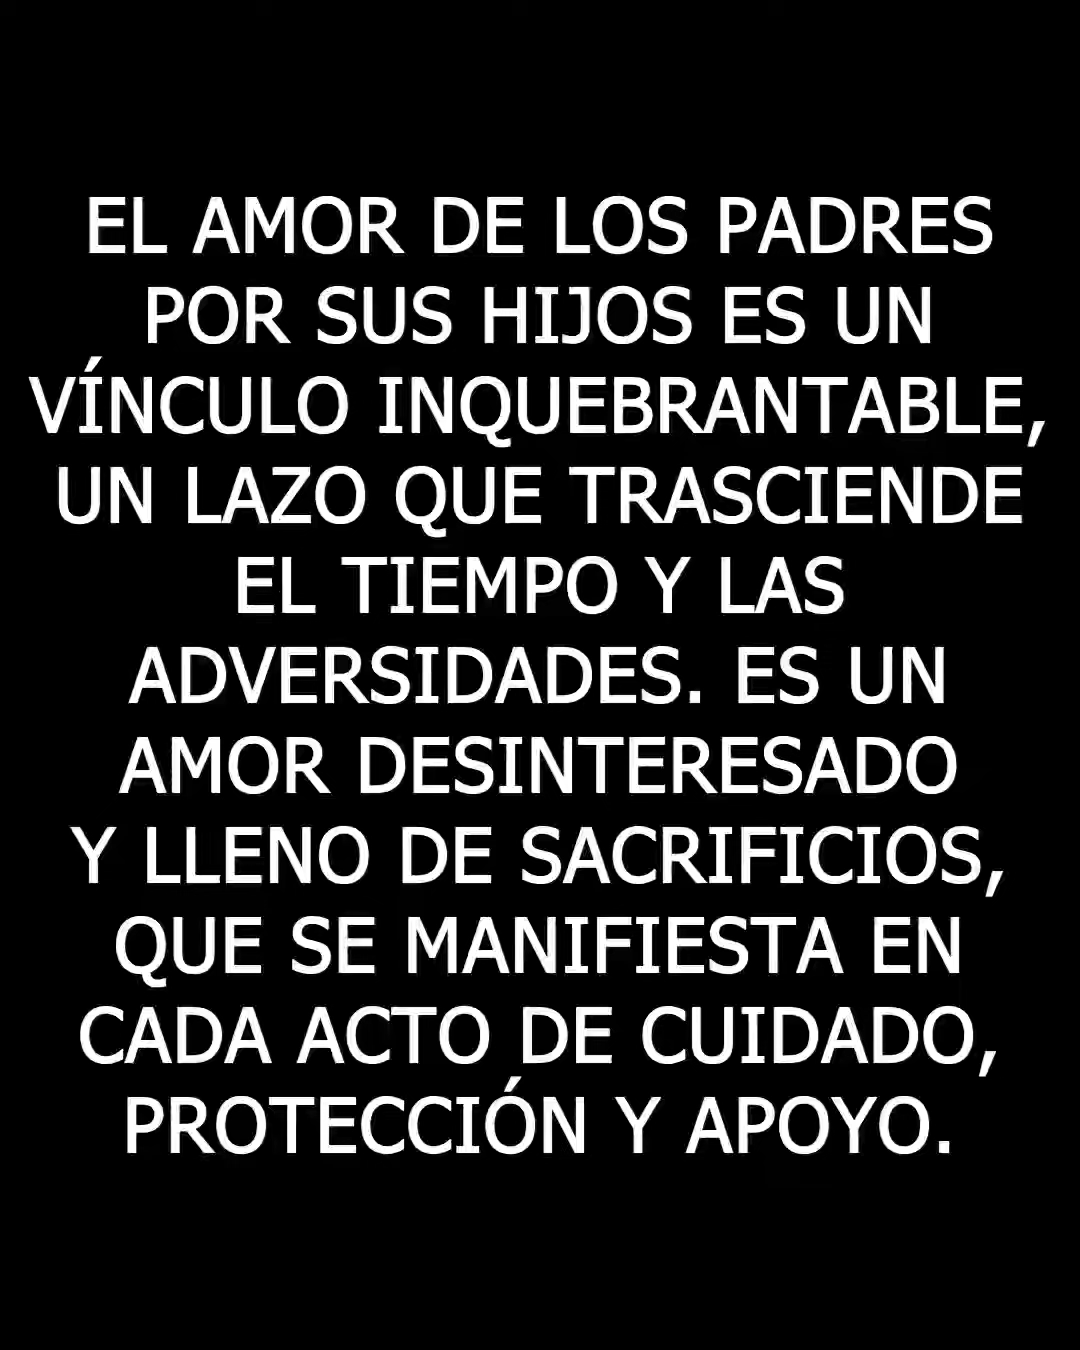 EL AMOR DE LOS PADRES
POR SUS HIJOS ES UN
VÍNCULO INQUEBRANTABLE,
UN LAZO QUE TRASCIENDE
EL TIEMPO Y LAS
ADVERSIDADES. ES UN
AMOR DESINTERESADO
Y LLENO DE SACRIFICIOS,
QUE SE MANIFIESTA EN
CADA ACTO DE CUIDADO,
PROTECCIÓN Y APOYO.